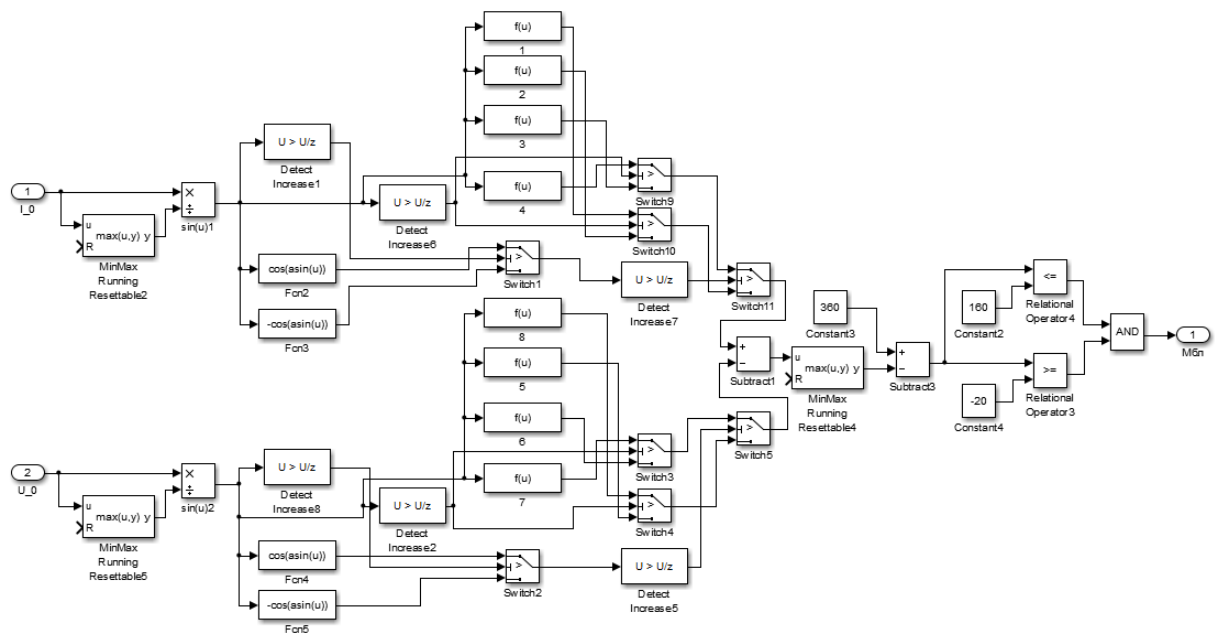 f(u)
1
f(u)
2
f(u)
3
f(u)
4
U > U/z
Detect
Increase1
1
I_0
×
÷
sin(u)1
u
R
max(u,y) y
MinMax
Running
Resettable2
U > U/z
Detect
Increase6
>
Switch9
>
Switch10
cos(asin(u))
Fcn2
>
Switch1
-cos(asin(u))
Fcn3
U > U/z
Detect
Increase7
>
Switch11
360
Constant3
160
Constant2
<=
Relational
Operator4
AND
1
Мбл
+
−
Subtract1
u
R
max(u,y) y
MinMax
Running
Resettable4
+
−
Subtract3
>=
Relational
Operator3
-20
Constant4
f(u)
8
f(u)
5
f(u)
6
f(u)
7
>
Switch5
>
Switch3
>
Switch4
2
U_0
×
÷
sin(u)2
u
R
max(u,y) y
MinMax
Running
Resettable5
U > U/z
Detect
Increase8
U > U/z
Detect
Increase2
cos(asin(u))
Fcn4
-cos(asin(u))
Fcn5
>
Switch2
U > U/z
Detect
Increase5